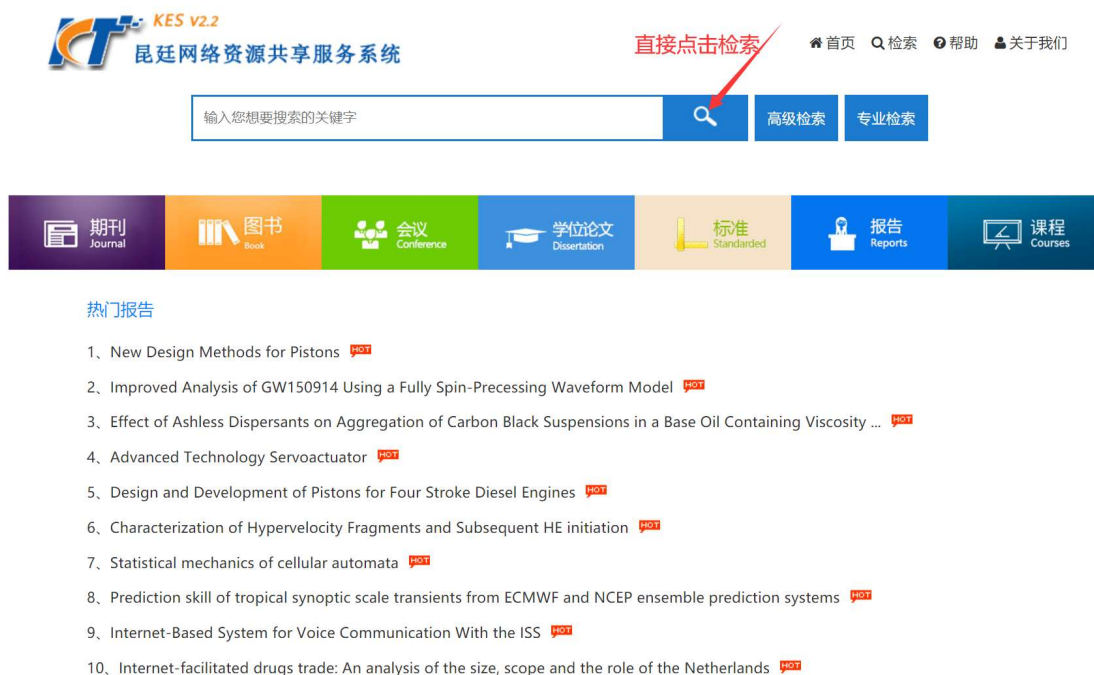 KES V2.2
昆廷网络资源共享服务系统
直接点击检索
首页 检索 帮助 关于我们
输入您想要搜索的关键字
高级检索 专业检索
期刊 图书 会议 学位论文 标准 报告 课程
Journal Book Conference Dissertation Standarded Reports Courses
热门报告
1、New Design Methods for Pistons HOT
2、Improved Analysis of GW150914 Using a Fully Spin-Precessing Waveform Model HOT
3、Effect of Ashless Dispersants on Aggregation of Carbon Black Suspensions in a Base Oil Containing Viscosity ... HOT
4、Advanced Technology Servoactuator HOT
5、Design and Development of Pistons for Four Stroke Diesel Engines HOT
6、Characterization of Hypervelocity Fragments and Subsequent HE initiation HOT
7、Statistical mechanics of cellular automata HOT
8、Prediction skill of tropical synoptic scale transients from ECMWF and NCEP ensemble prediction systems HOT
9、Internet-Based System for Voice Communication With the ISS HOT
10、Internet-facilitated drugs trade: An analysis of the size, scope and the role of the Netherlands HOT